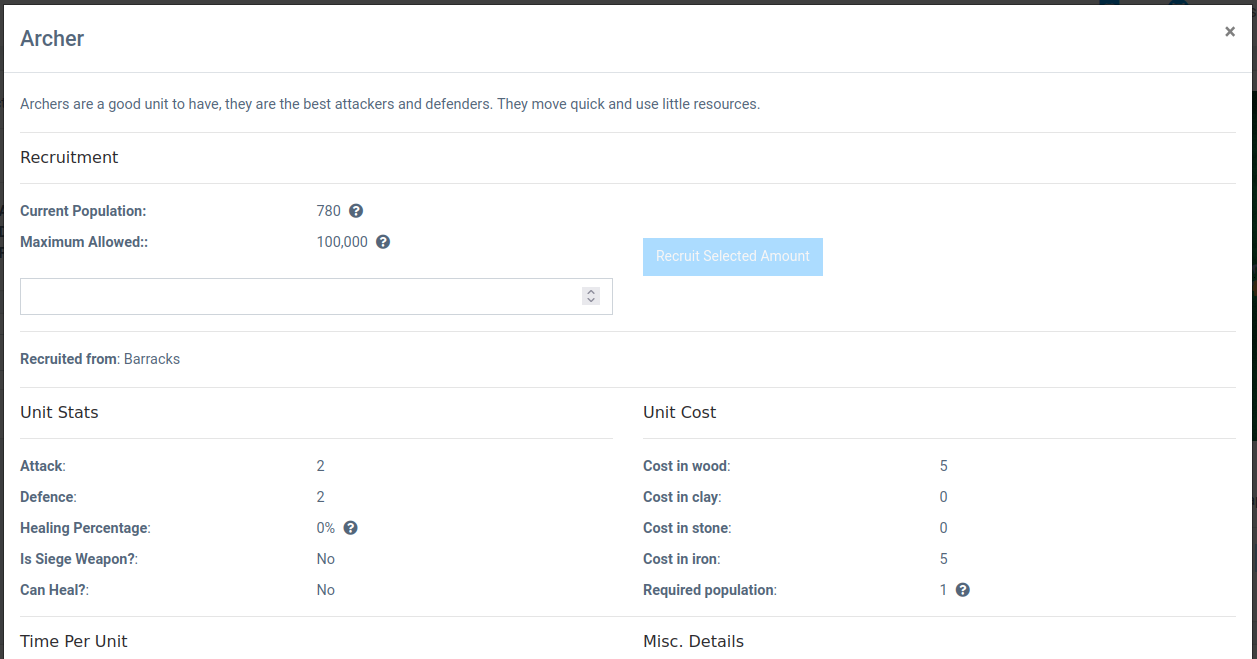 Archer
×
Archers are a good unit to have, they are the best attackers and defenders. They move quick and use little resources.
Recruitment
Current Population: 780 ?
Maximum Allowed:: 100,000 ?
Recruit Selected Amount
Recruited from: Barracks
Unit Stats
Attack: 2
Defence: 2
Healing Percentage: 0% ?
Is Siege Weapon?: No
Can Heal?: No
Unit Cost
Cost in wood: 5
Cost in clay: 0
Cost in stone: 0
Cost in iron: 5
Required population: 1 ?
Time Per Unit
Misc. Details